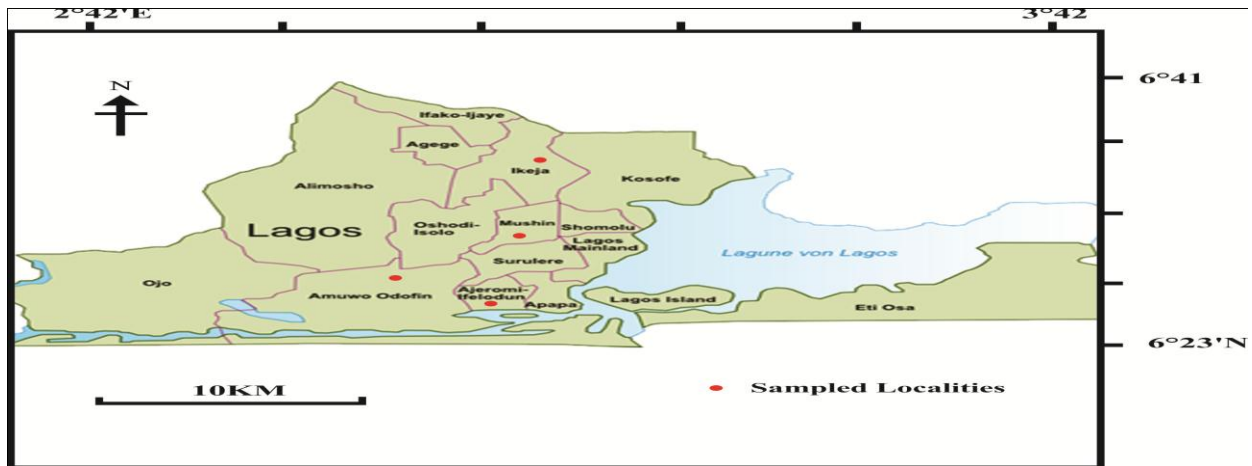 2°42'E
3°42
6°41
N
Ifako-Ijaye
Agege
Ikeja
Alimosho
Kosofe
Lagos
Oshodi-
Isolo
Mushin
Shomolu
Lagos
Mainland
Surulere
Lagune von Lagos
Ojo
Amuwo Odofin
Ajeromi-
Ifelodun
Apapa
Lagos Island
Eti Osa
6°23'N
10KM
Sampled Localities